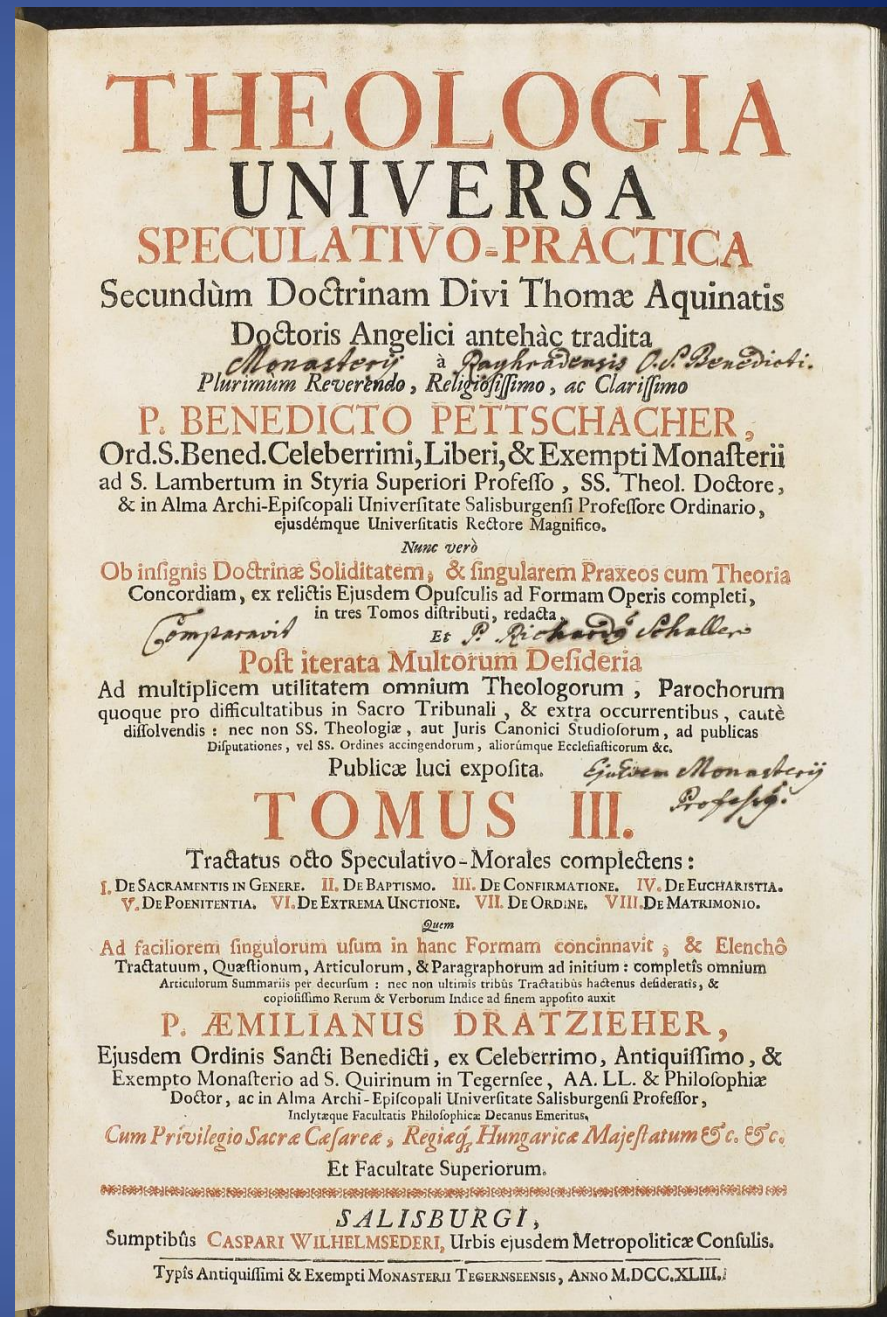 THEOLOGIA
UNIVERSA
SPECULATIVO=PRACTICA
Secundùm Doctrinam Divi Thomæ Aquinatis
Doctoris Angelici antehàc tradita
Monasterij à Rayhradensis O. S. Benedicti.
Plurimùm Reverendo, Religiosissimo, ac Clarissimo
P. BENEDICTO PETTSCHACHER,
Ord. S. Bened. Celeberrimi, Liberi, & Exempti Monasterii
ad S. Lambertum in Styria Superiori Professo, SS. Theol. Doctore,
& in Alma Archi-Episcopali Universitate Salisburgensi Professore Ordinario,
ejusdémque Universitatis Rectore Magnifico.
Nunc verò
Ob insignis Doctrinæ Soliditatem, & singularem Praxeos cum Theoria
Concordiam, ex relictis Ejusdem Opusculis ad Formam Operis completi,
in tres Tomos distributi, redacta,
Comparavit Et P. Richardus Schaller
Post iterata Multorum Desideria
Ad multiplicem utilitatem omnium Theologorum, Parochorum
quoque pro difficultatibus in Sacro Tribunali, & extra occurrentibus, cautè
dissolvendis: nec non SS. Theologiæ, aut Juris Canonici Studiosorum, ad publicas
Disputationes, vel SS. Ordines accingendorum, aliorúmque Ecclesiasticorum &c.
Publicæ luci exposita. Ejusdem Monasterij
Professus.
TOMUS III.
Tractatus octo Speculativo-Morales complectens:
I. DE SACRAMENTIS IN GENERE. II. DE BAPTISMO. III. DE CONFIRMATIONE. IV. DE EUCHARISTIA.
V. DE POENITENTIA. VI. DE EXTREMA UNCTIONE. VII. DE ORDINE. VIII. DE MATRIMONIO.
Quem
Ad faciliorem singulorum usum in hanc Formam concinnavit, & Elenchô
Tractatuum, Quæstionum, Articulorum, & Paragraphorum ad initium: completîs omnium
Articulorum Summariis per decursum: nec non ultimis tribûs Tractatibûs hactenus desideratis, &
copiosissimo Rerum & Verborum Indice ad finem apposito auxit
P. ÆMILIANUS DRATZIEHER,
Ejusdem Ordinis Sancti Benedicti, ex Celeberrimo, Antiquissimo, &
Exempto Monasterio ad S. Quirinum in Tegernsee, AA. LL. & Philosophiæ
Doctor, ac in Alma Archi-Episcopali Universitate Salisburgensi Professor,
Inclytæque Facultatis Philosophicæ Decanus Emeritus.
Cum Privilegio Sacræ Cæsareæ, Regiæq; Hungaricæ Majestatum &c. &c.
Et Facultate Superiorum.
SALISBURGI,
Sumptibûs CASPARI WILHELMSEDERI, Urbis ejusdem Metropoliticæ Consulis.
Typîs Antiquissimi & Exempti MONASTERII TEGERNSEENSIS, ANNO M.DCC.XLIII.